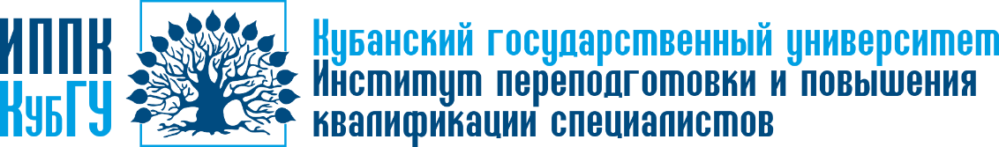 ИППК
КубГУ
Кубанский государственный университет
Институт переподготовки и повышения
квалификации специалистов